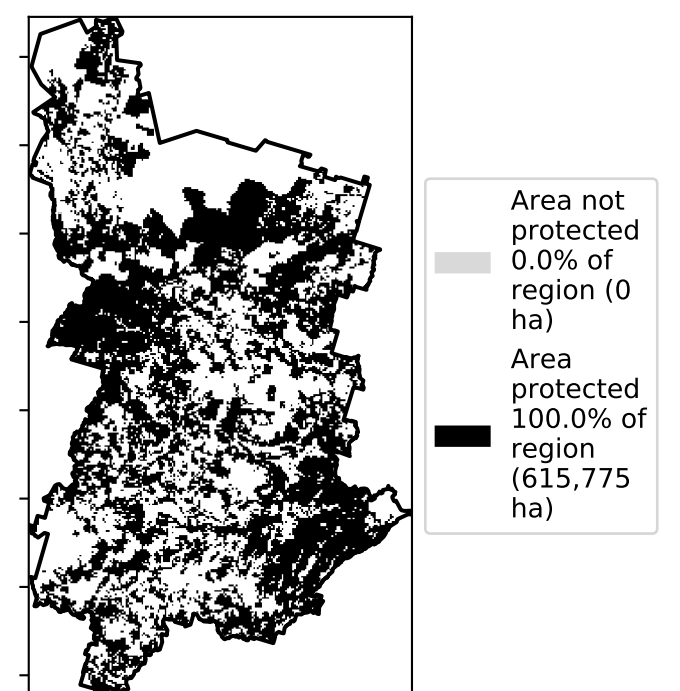 Area not
protected
0.0% of
region (0
ha)
Area
protected
100.0% of
region
(615,775
ha)